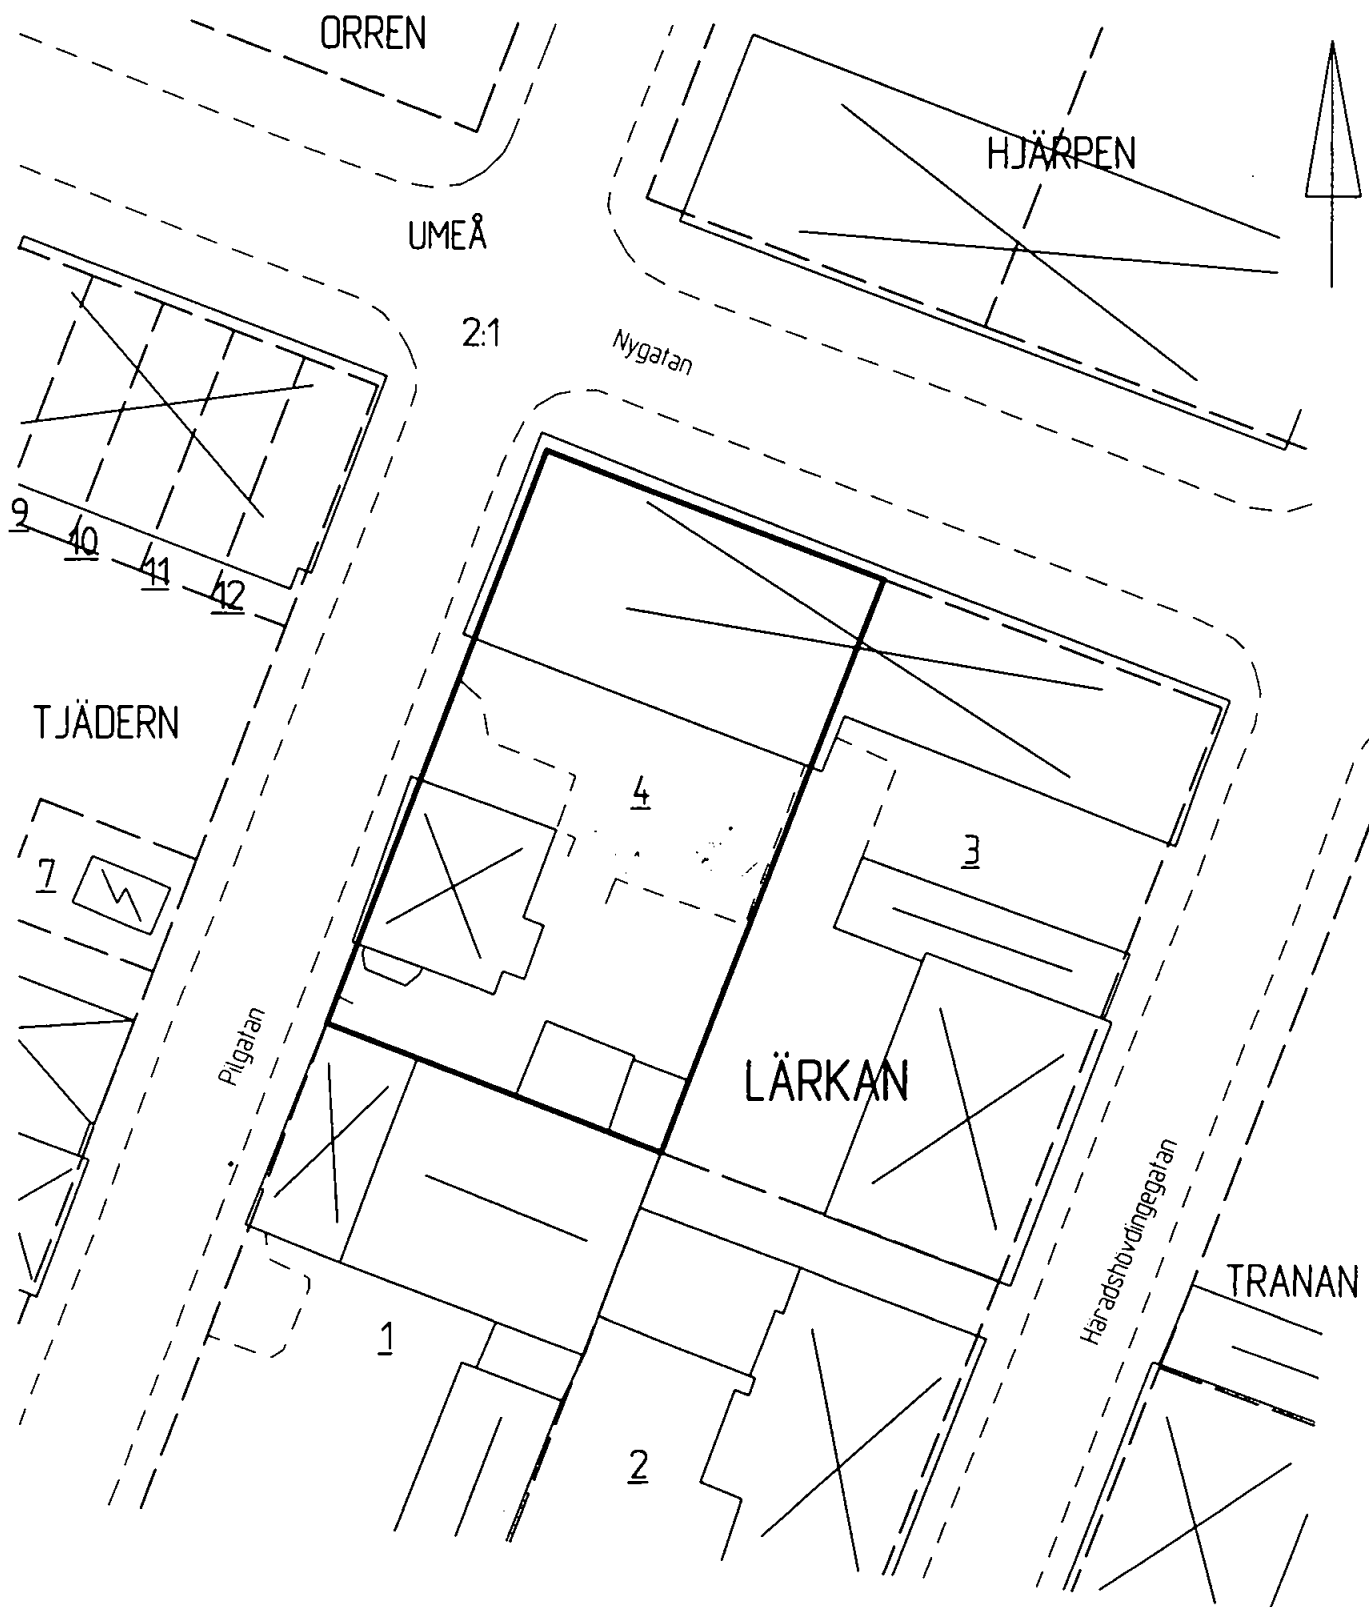 ORREN
HJÄRPEN
UMEÅ
2:1
Nygatan
9
10
11
12
TJÄDERN
4
3
7
Pilgatan
LÄRKAN
Häradshövdingegatan
TRANAN
1
2